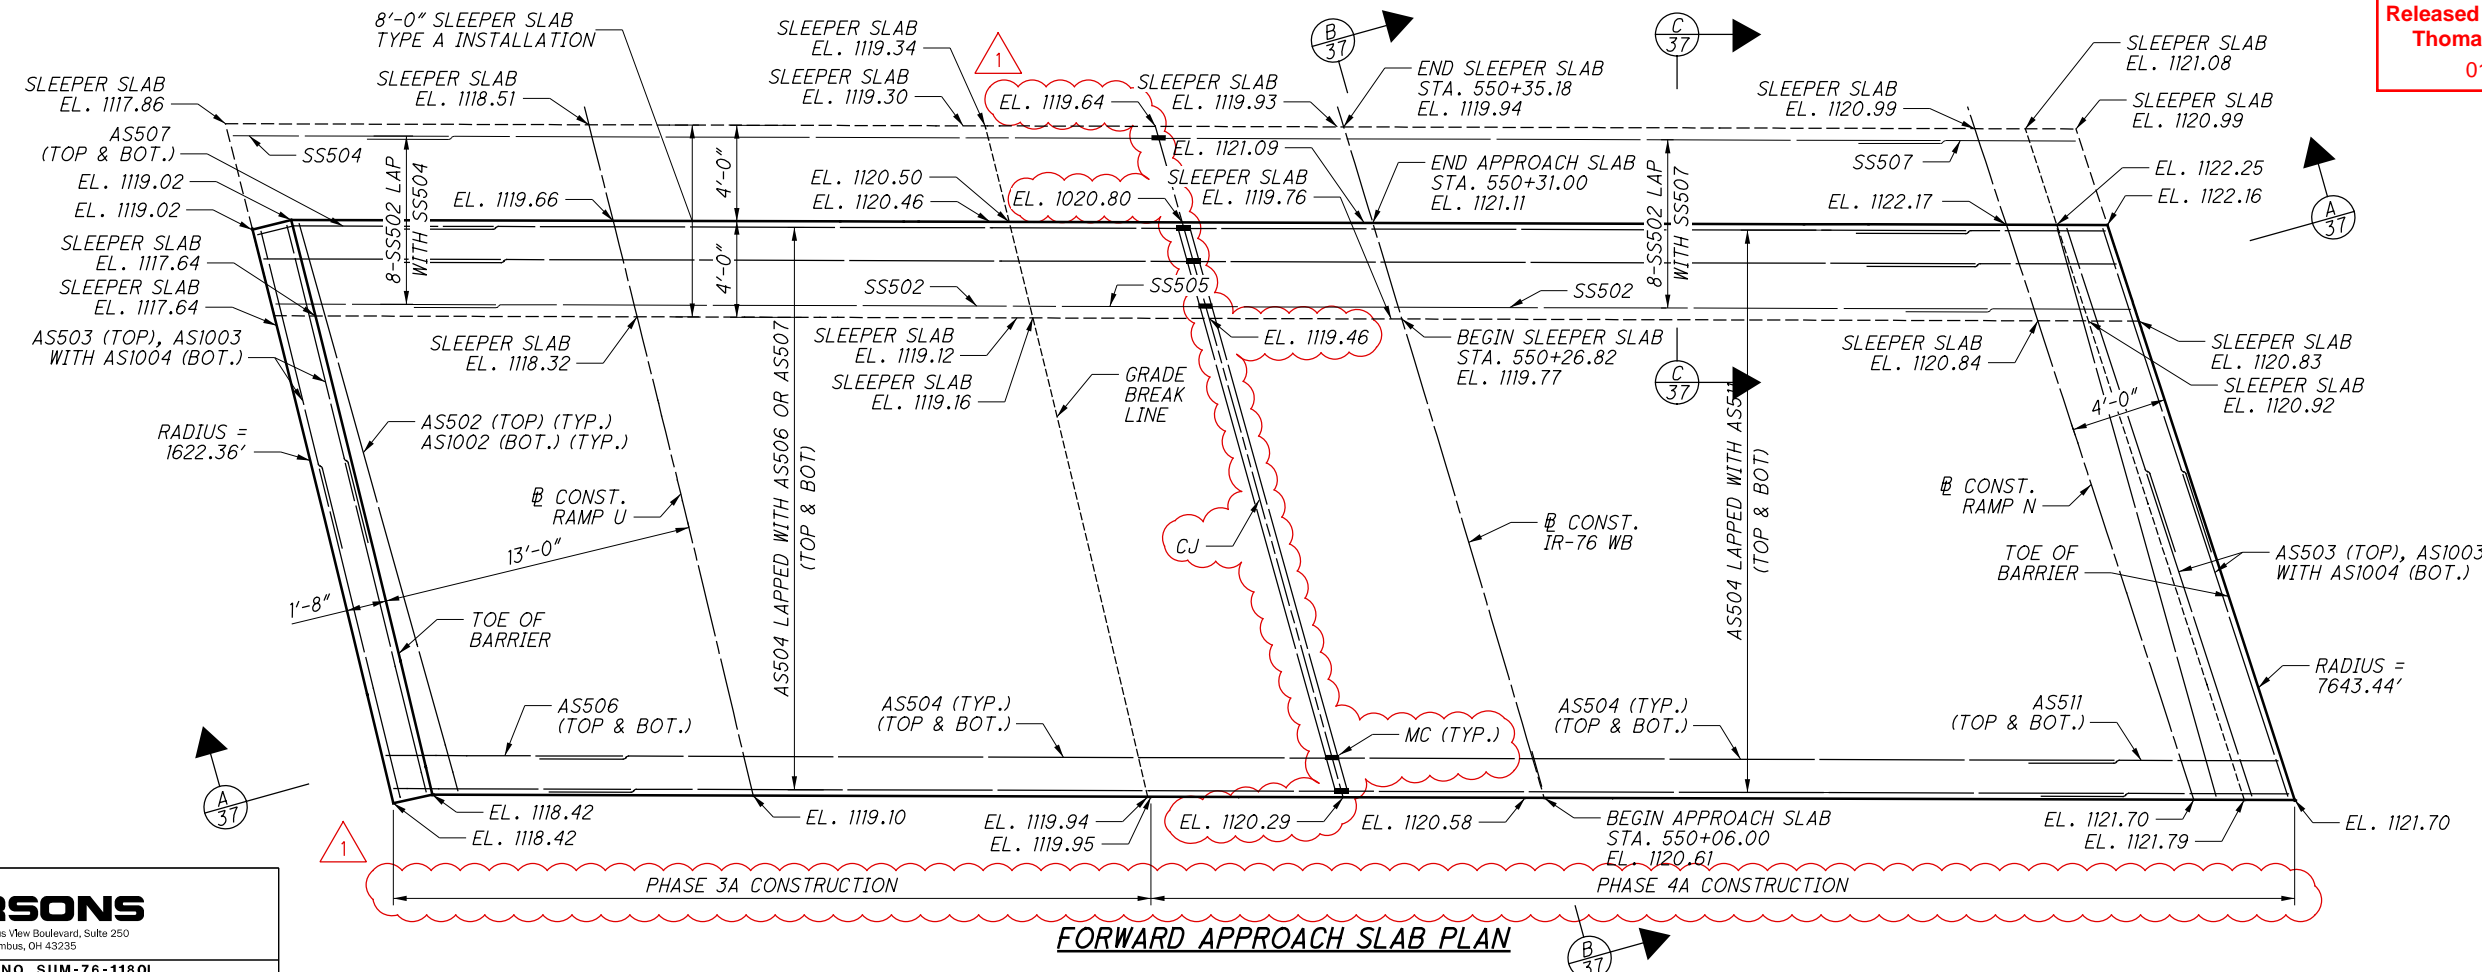 8'-0" SLEEPER SLAB
TYPE A INSTALLATION
SLEEPER SLAB
EL. 1117.86
SLEEPER SLAB
EL. 1118.51
SLEEPER SLAB
EL. 1119.34
SLEEPER SLAB
EL. 1119.30
1
EL. 1119.64
SLEEPER SLAB
EL. 1119.93
B
37
END SLEEPER SLAB
STA. 550+35.18
EL. 1119.94
C
37
SLEEPER SLAB
EL. 1120.99
SLEEPER SLAB
EL. 1121.08
SLEEPER SLAB
EL. 1120.99
Released
Thoma
01
AS507
(TOP & BOT.)
SS504
EL. 1119.02
EL. 1119.02
8-SS502 LAP
WITH SS504
EL. 1119.66
4'-0"
4'-0"
EL. 1120.50
EL. 1120.46
EL. 1020.80
EL. 1121.09
SLEEPER SLAB
EL. 1119.76
END APPROACH SLAB
STA. 550+31.00
EL. 1121.11
8-SS502 LAP
WITH SS507
SS507
EL. 1122.17
EL. 1122.25
EL. 1122.16
A
37
SLEEPER SLAB
EL. 1117.64
SLEEPER SLAB
EL. 1117.64
AS503 (TOP), AS1003
WITH AS1004 (BOT.)
SLEEPER SLAB
EL. 1118.32
SS502
SS505
SS502
SLEEPER SLAB
EL. 1119.12
SLEEPER SLAB
EL. 1119.16
GRADE
BREAK
LINE
EL. 1119.46
BEGIN SLEEPER SLAB
STA. 550+26.82
EL. 1119.77
C
37
SLEEPER SLAB
EL. 1120.84
SLEEPER SLAB
EL. 1120.83
SLEEPER SLAB
EL. 1120.92
4'-0"
RADIUS =
1622.36'
AS502 (TOP) (TYP.)
AS1002 (BOT.) (TYP.)
AS504 LAPPED WITH AS506 OR AS507
(TOP & BOT)
AS504 LAPPED WITH AS51
(TOP & BOT)
℄ CONST.
RAMP U
13'-0"
1'-8"
TOE OF
BARRIER
CJ
℄ CONST.
IR-76 WB
℄ CONST.
RAMP N
TOE OF
BARRIER
AS503 (TOP), AS1003
WITH AS1004 (BOT.)
RADIUS =
7643.44'
AS506
(TOP & BOT.)
AS504 (TYP.)
(TOP & BOT.)
MC (TYP.)
AS504 (TYP.)
(TOP & BOT.)
AS511
(TOP & BOT.)
A
37
EL. 1118.42
EL. 1118.42
EL. 1119.10
EL. 1119.94
EL. 1119.95
EL. 1120.29
EL. 1120.58
BEGIN APPROACH SLAB
STA. 550+06.00
EL. 1120.61
EL. 1121.70
EL. 1121.79
EL. 1121.70
1
PHASE 3A CONSTRUCTION
PHASE 4A CONSTRUCTION
FORWARD APPROACH SLAB PLAN
B
37
RSONS
s View Boulevard, Suite 250
mbus, OH 43235
NO. SUM-76-1180L